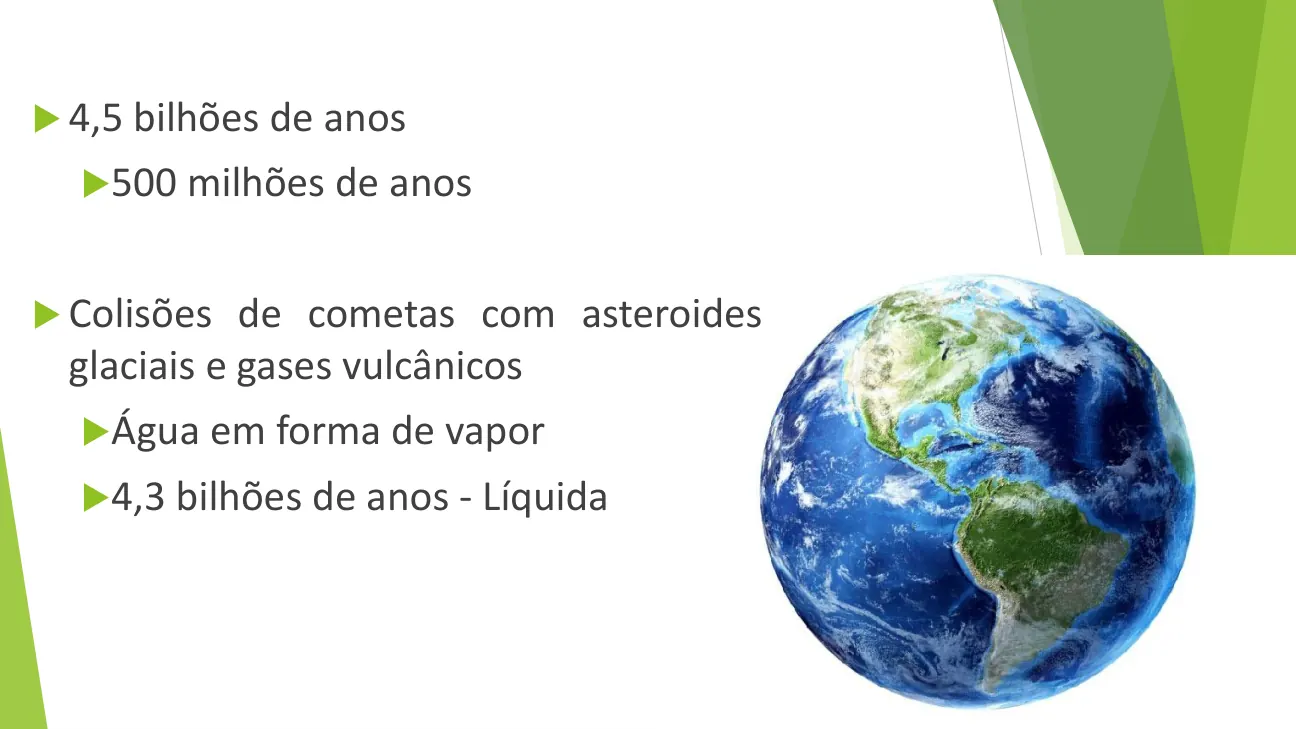 4,5 bilhões de anos
500 milhões de anos
Colisões de cometas com asteroides
glaciais e gases vulcânicos
Água em forma de vapor
4,3 bilhões de anos - Líquida